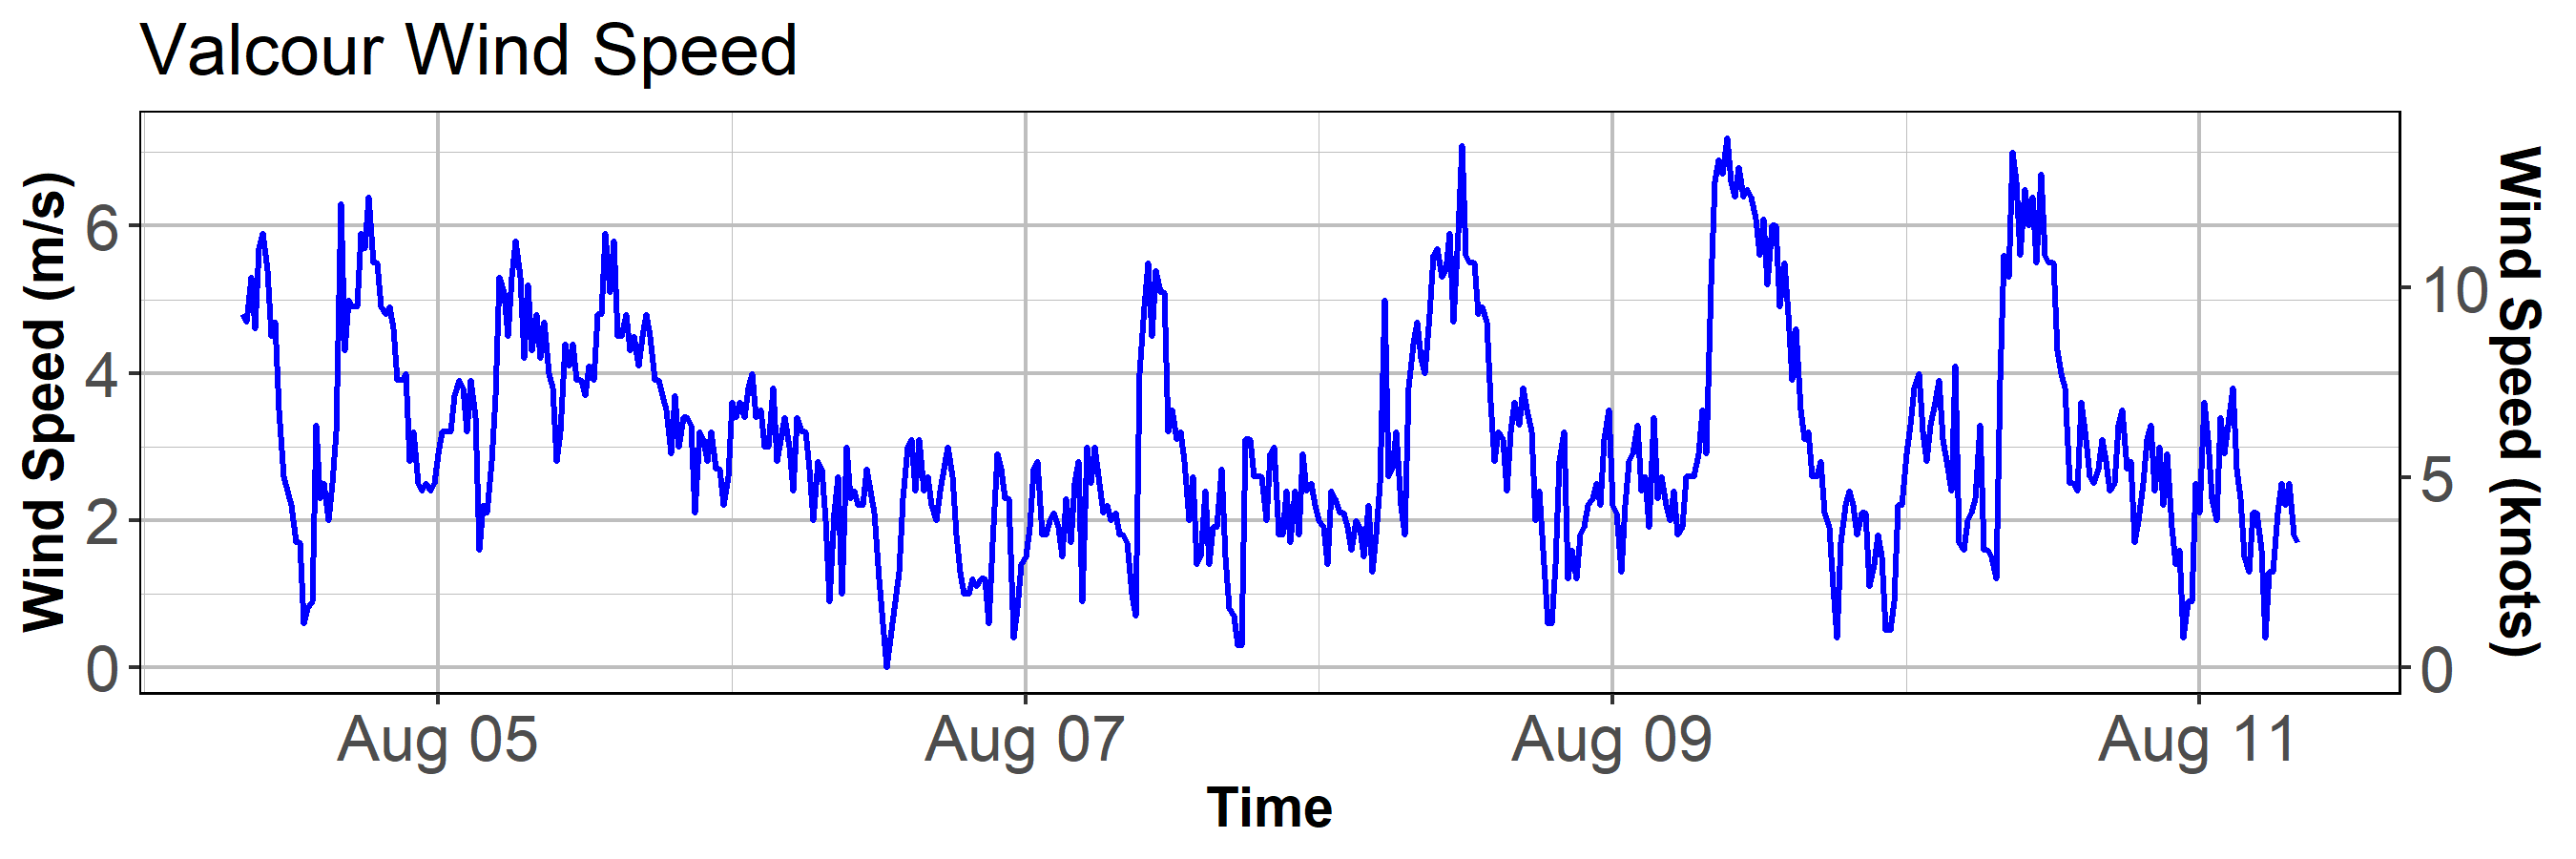 Valcour Wind Speed
Wind Speed (m/s)
6
4
2
0
10
5
0
Wind Speed (knots)
Aug 05 Aug 07 Aug 09 Aug 11
Time